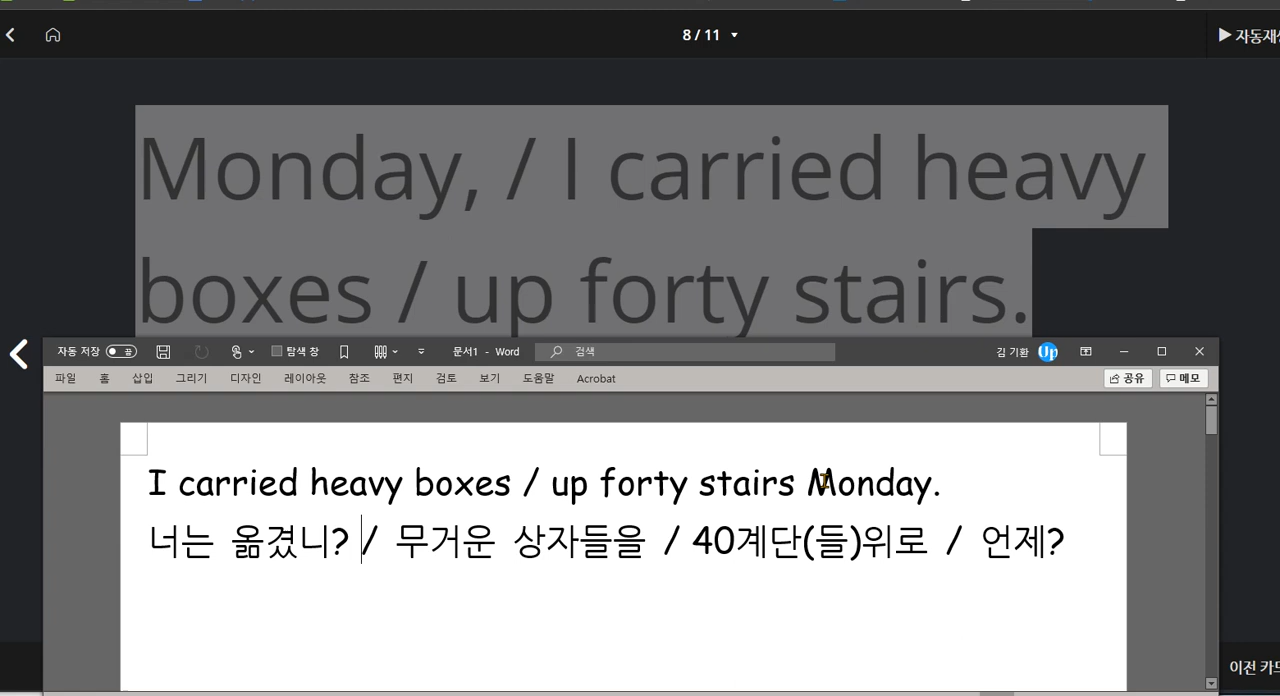 8 / 11
자동재
Monday, / I carried heavy
boxes / up forty stairs.
자동 저장 끔 탐색 창 문서1 - Word 검색 김 기환 Up
파일 홈 삽입 그리기 디자인 레이아웃 참조 편지 검토 보기 도움말 Acrobat 공유 메모
I carried heavy boxes / up forty stairs Monday.
너는 옮겼니? / 무거운 상자들을 / 40계단(들)위로 / 언제?
이전 카드